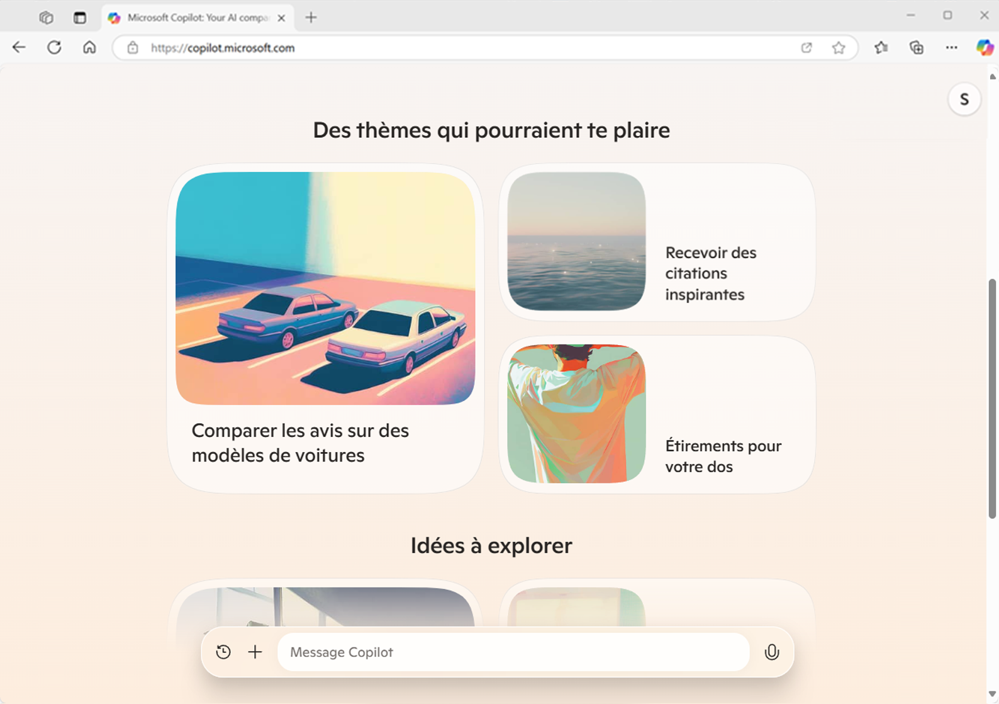 Microsoft Copilot: Your AI compa
https://copilot.microsoft.com
S
Des thèmes qui pourraient te plaire
Comparer les avis sur des
modèles de voitures
Recevoir des
citations
inspirantes
Étirements pour
votre dos
Idées à explorer
Message Copilot